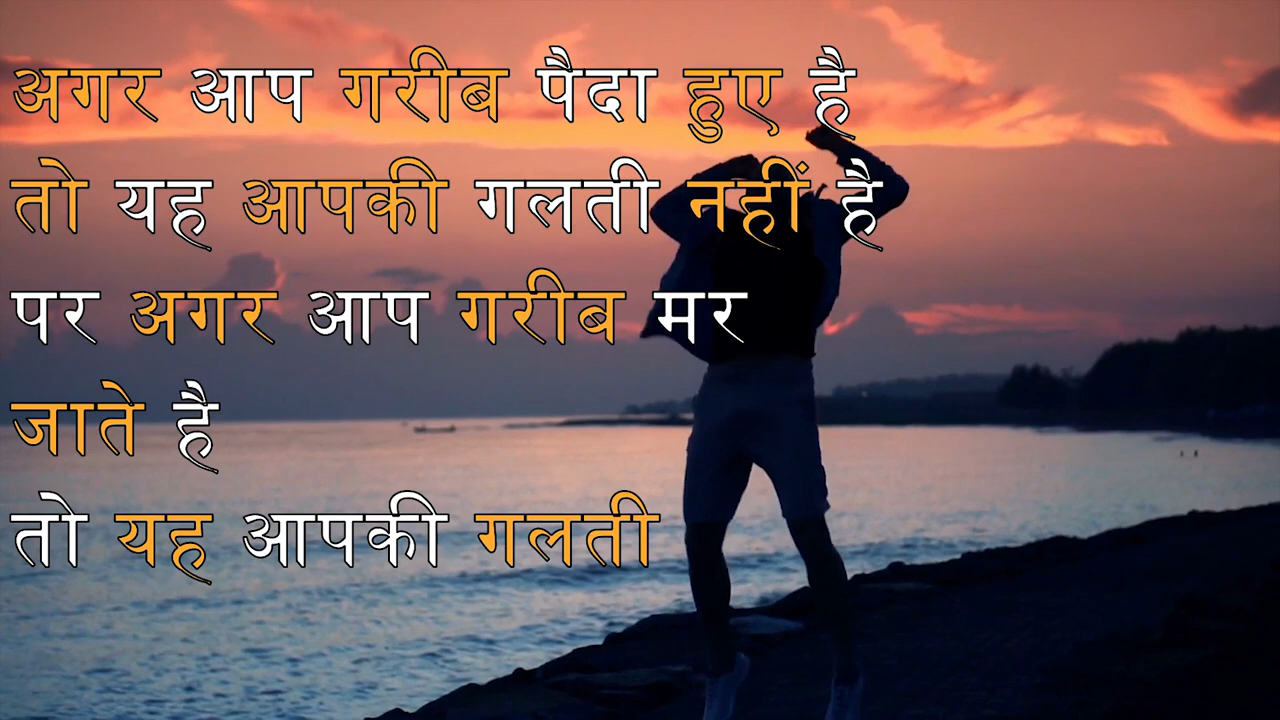 अगर आप गरीब पैदा हुए है
तो यह आपकी गलती नहीं है
पर अगर आप गरीब मर
जाते है
तो यह आपकी गलती